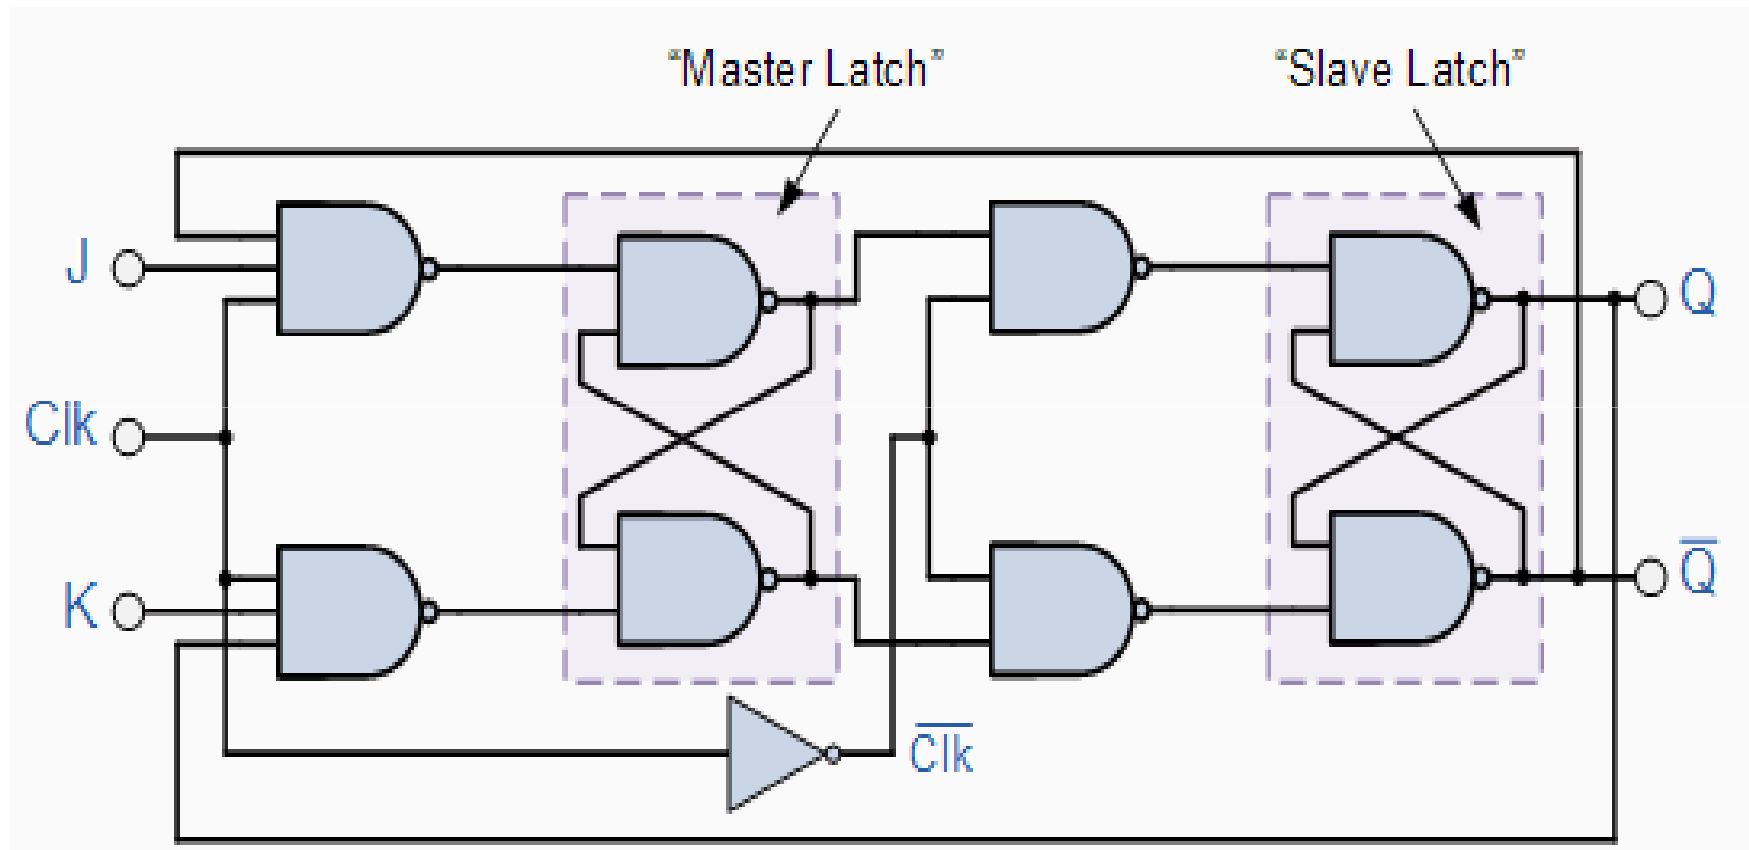 “Master Latch”
“Slave Latch”
J
Q
Clk
K
Q̅
C̅l̅k̅